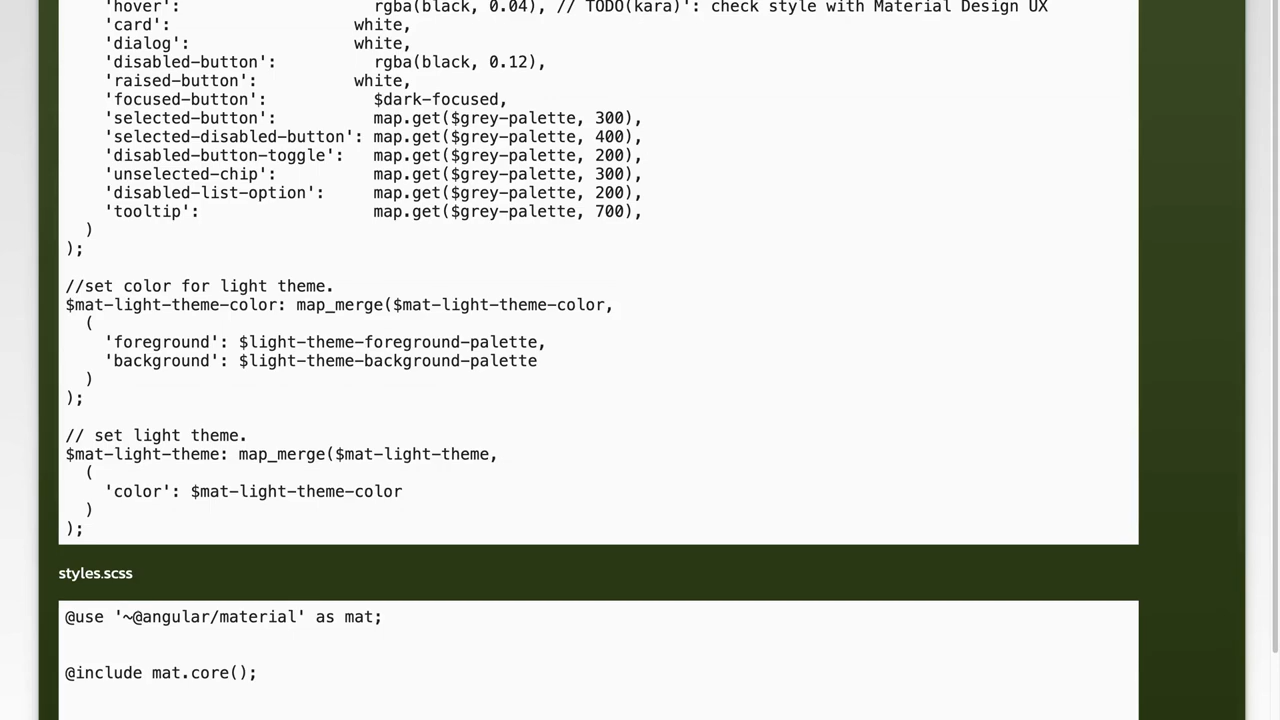 'hover': rgba(black, 0.04), // TODO(kara)': check style with Material Design UX
'card': white,
'dialog': white,
'disabled-button': rgba(black, 0.12),
'raised-button': white,
'focused-button': $dark-focused,
'selected-button': map.get($grey-palette, 300),
'selected-disabled-button': map.get($grey-palette, 400),
'disabled-button-toggle': map.get($grey-palette, 200),
'unselected-chip': map.get($grey-palette, 300),
'disabled-list-option': map.get($grey-palette, 200),
'tooltip': map.get($grey-palette, 700),
)
);
//set color for light theme.
$mat-light-theme-color: map_merge($mat-light-theme-color,
(
'foreground': $light-theme-foreground-palette,
'background': $light-theme-background-palette
)
);
// set light theme.
$mat-light-theme: map_merge($mat-light-theme,
(
'color': $mat-light-theme-color
)
);
styles.scss
@use '~@angular/material' as mat;
@include mat.core();